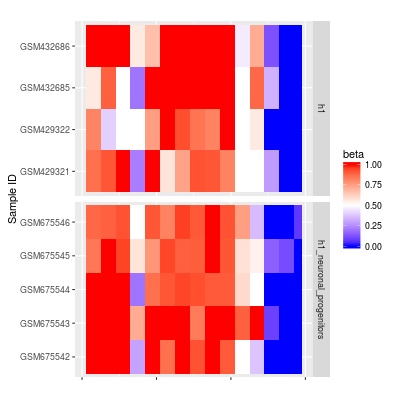 GSM432686
GSM432685
GSM429322
GSM429321
h1
GSM675546
GSM675545
GSM675544
GSM675543
GSM675542
h1_neuronal_progenitors
Sample ID
beta
1.00
0.75
0.50
0.25
0.00